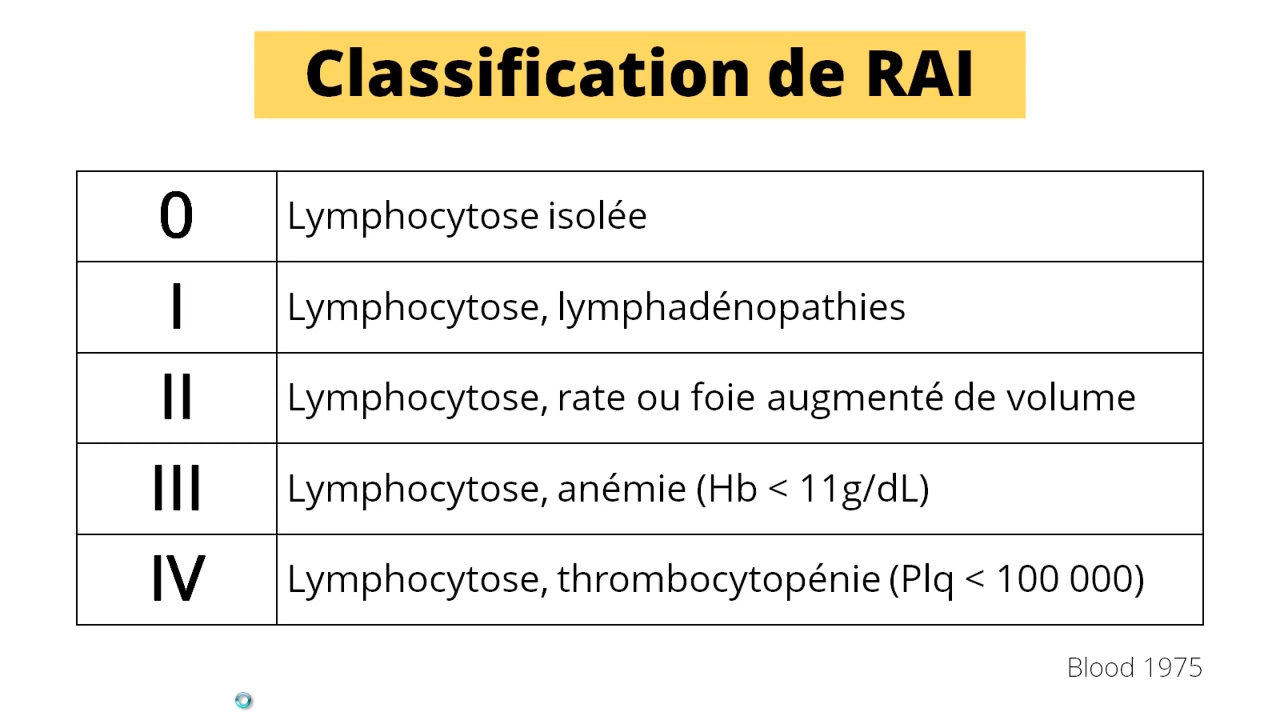 Classification de RAI
0 Lymphocytose isolée
I Lymphocytose, lymphadénopathies
II Lymphocytose, rate ou foie augmenté de volume
III Lymphocytose, anémie (Hb < 11g/dL)
IV Lymphocytose, thrombocytopénie (Plq < 100 000)
Blood 1975